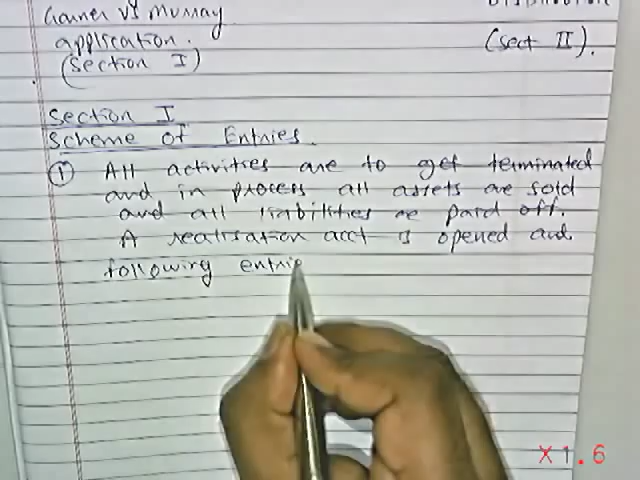 Garner Vs Murray
application.
(Section I)
(Sect II).
Section I
Scheme of Entries.
① All activities are to get terminated
and in process all assets are sold
and all liabilities are paid off.
A realisation acct is opened and
following entrie
X1.6